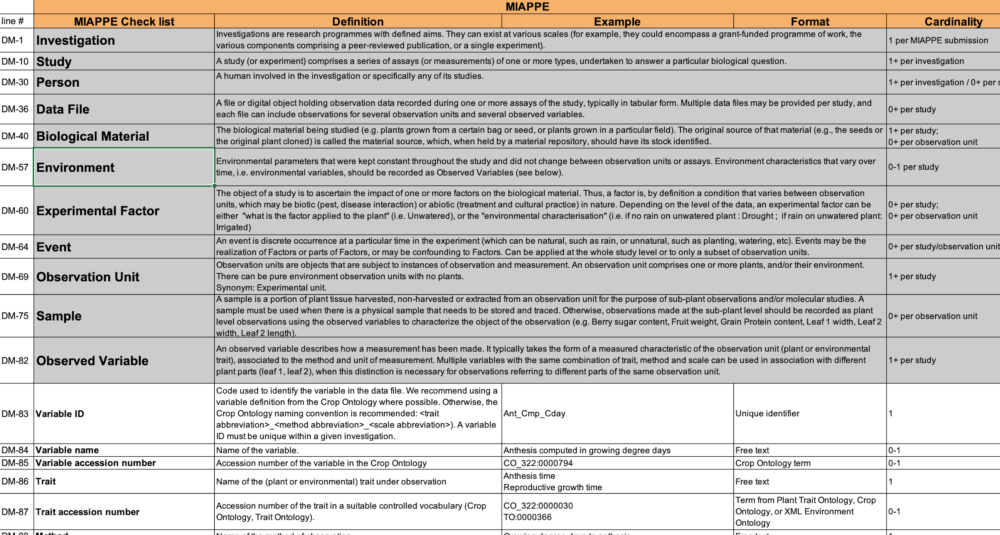 MIAPPE
line # MIAPPE Check list Definition Example Format Cardinality
DM-1 Investigation Investigations are research programmes with defined aims. They can exist at various scales (for example, they could encompass a grant-funded programme of work, the
various components comprising a peer-reviewed publication, or a single experiment). 1 per MIAPPE submission
DM-10 Study A study (or experiment) comprises a series of assays (or measurements) of one or more types, undertaken to answer a particular biological question. 1+ per investigation
DM-30 Person A human involved in the investigation or specifically any of its studies. 1+ per investigation / 0+ per s
DM-36 Data File A file or digital object holding observation data recorded during one or more assays of the study, typically in tabular form. Multiple data files may be provided per study, and
each file can include observations for several observation units and several observed variables. 0+ per study
DM-40 Biological Material The biological material being studied (e.g. plants grown from a certain bag or seed, or plants grown in a particular field). The original source of that material (e.g., the seeds or
the original plant cloned) is called the material source, which, when held by a material repository, should have its stock identified. 1+ per study;
0+ per observation unit
DM-57 Environment Environmental parameters that were kept constant throughout the study and did not change between observation units or assays. Environment characteristics that vary over
time, i.e. environmental variables, should be recorded as Observed Variables (see below). 0-1 per study
DM-60 Experimental Factor The object of a study is to ascertain the impact of one or more factors on the biological material. Thus, a factor is, by definition a condition that varies between observation
units, which may be biotic (pest, disease interaction) or abiotic (treatment and cultural practice) in nature. Depending on the level of the data, an experimental factor can be
either "what is the factor applied to the plant" (i.e. Unwatered), or the "environmental characterisation" (i.e. if no rain on unwatered plant : Drought ; if rain on unwatered plant:
Irrigated) 0+ per study;
0+ per observation unit
DM-64 Event An event is discrete occurrence at a particular time in the experiment (which can be natural, such as rain, or unnatural, such as planting, watering, etc). Events may be the
realization of Factors or parts of Factors, or may be confounding to Factors. Can be applied at the whole study level or to only a subset of observation units. 0+ per study/observation unit
DM-69 Observation Unit Observation units are objects that are subject to instances of observation and measurement. An observation unit comprises one or more plants, and/or their environment.
There can be pure environment observation units with no plants.
Synonym: Experimental unit. 1+ per study
DM-75 Sample A sample is a portion of plant tissue harvested, non-harvested or extracted from an observation unit for the purpose of sub-plant observations and/or molecular studies. A
sample must be used when there is a physical sample that needs to be stored and traced. Otherwise, observations made at the sub-plant level should be recorded as plant
level observations using the observed variables to characterize the object of the observation (e.g. Berry sugar content, Fruit weight, Grain Protein content, Leaf 1 width, Leaf 2
width, Leaf 2 length). 0+ per observation unit
DM-82 Observed Variable An observed variable describes how a measurement has been made. It typically takes the form of a measured characteristic of the observation unit (plant or environmental
trait), associated to the method and unit of measurement. Multiple variables with the same combination of trait, method and scale can be used in association with different
plant parts (leaf 1, leaf 2), when this distinction is necessary for observations referring to different parts of the same observation unit. 1+ per study
DM-83 Variable ID Code used to identify the variable in the data file. We recommend using a
variable definition from the Crop Ontology where possible. Otherwise, the
Crop Ontology naming convention is recommended: <trait
abbreviation>_<method abbreviation>_<scale abbreviation>). A variable
ID must be unique within a given investigation. Ant_Cmp_Cday Unique identifier 1
DM-84 Variable name Name of the variable. Anthesis computed in growing degree days Free text 0-1
DM-85 Variable accession number Accession number of the variable in the Crop Ontology CO_322:0000794 Crop Ontology term 0-1
DM-86 Trait Name of the (plant or environmental) trait under observation Anthesis time
Reproductive growth time Free text 1
DM-87 Trait accession number Accession number of the trait in a suitable controlled vocabulary (Crop
Ontology, Trait Ontology). CO_322:0000030
TO:0000366 Term from Plant Trait Ontology, Crop
Ontology, or XML Environment
Ontology 0-1
DM-88 Method Name of the method of observation Growing degree days to anthesis Free text 1